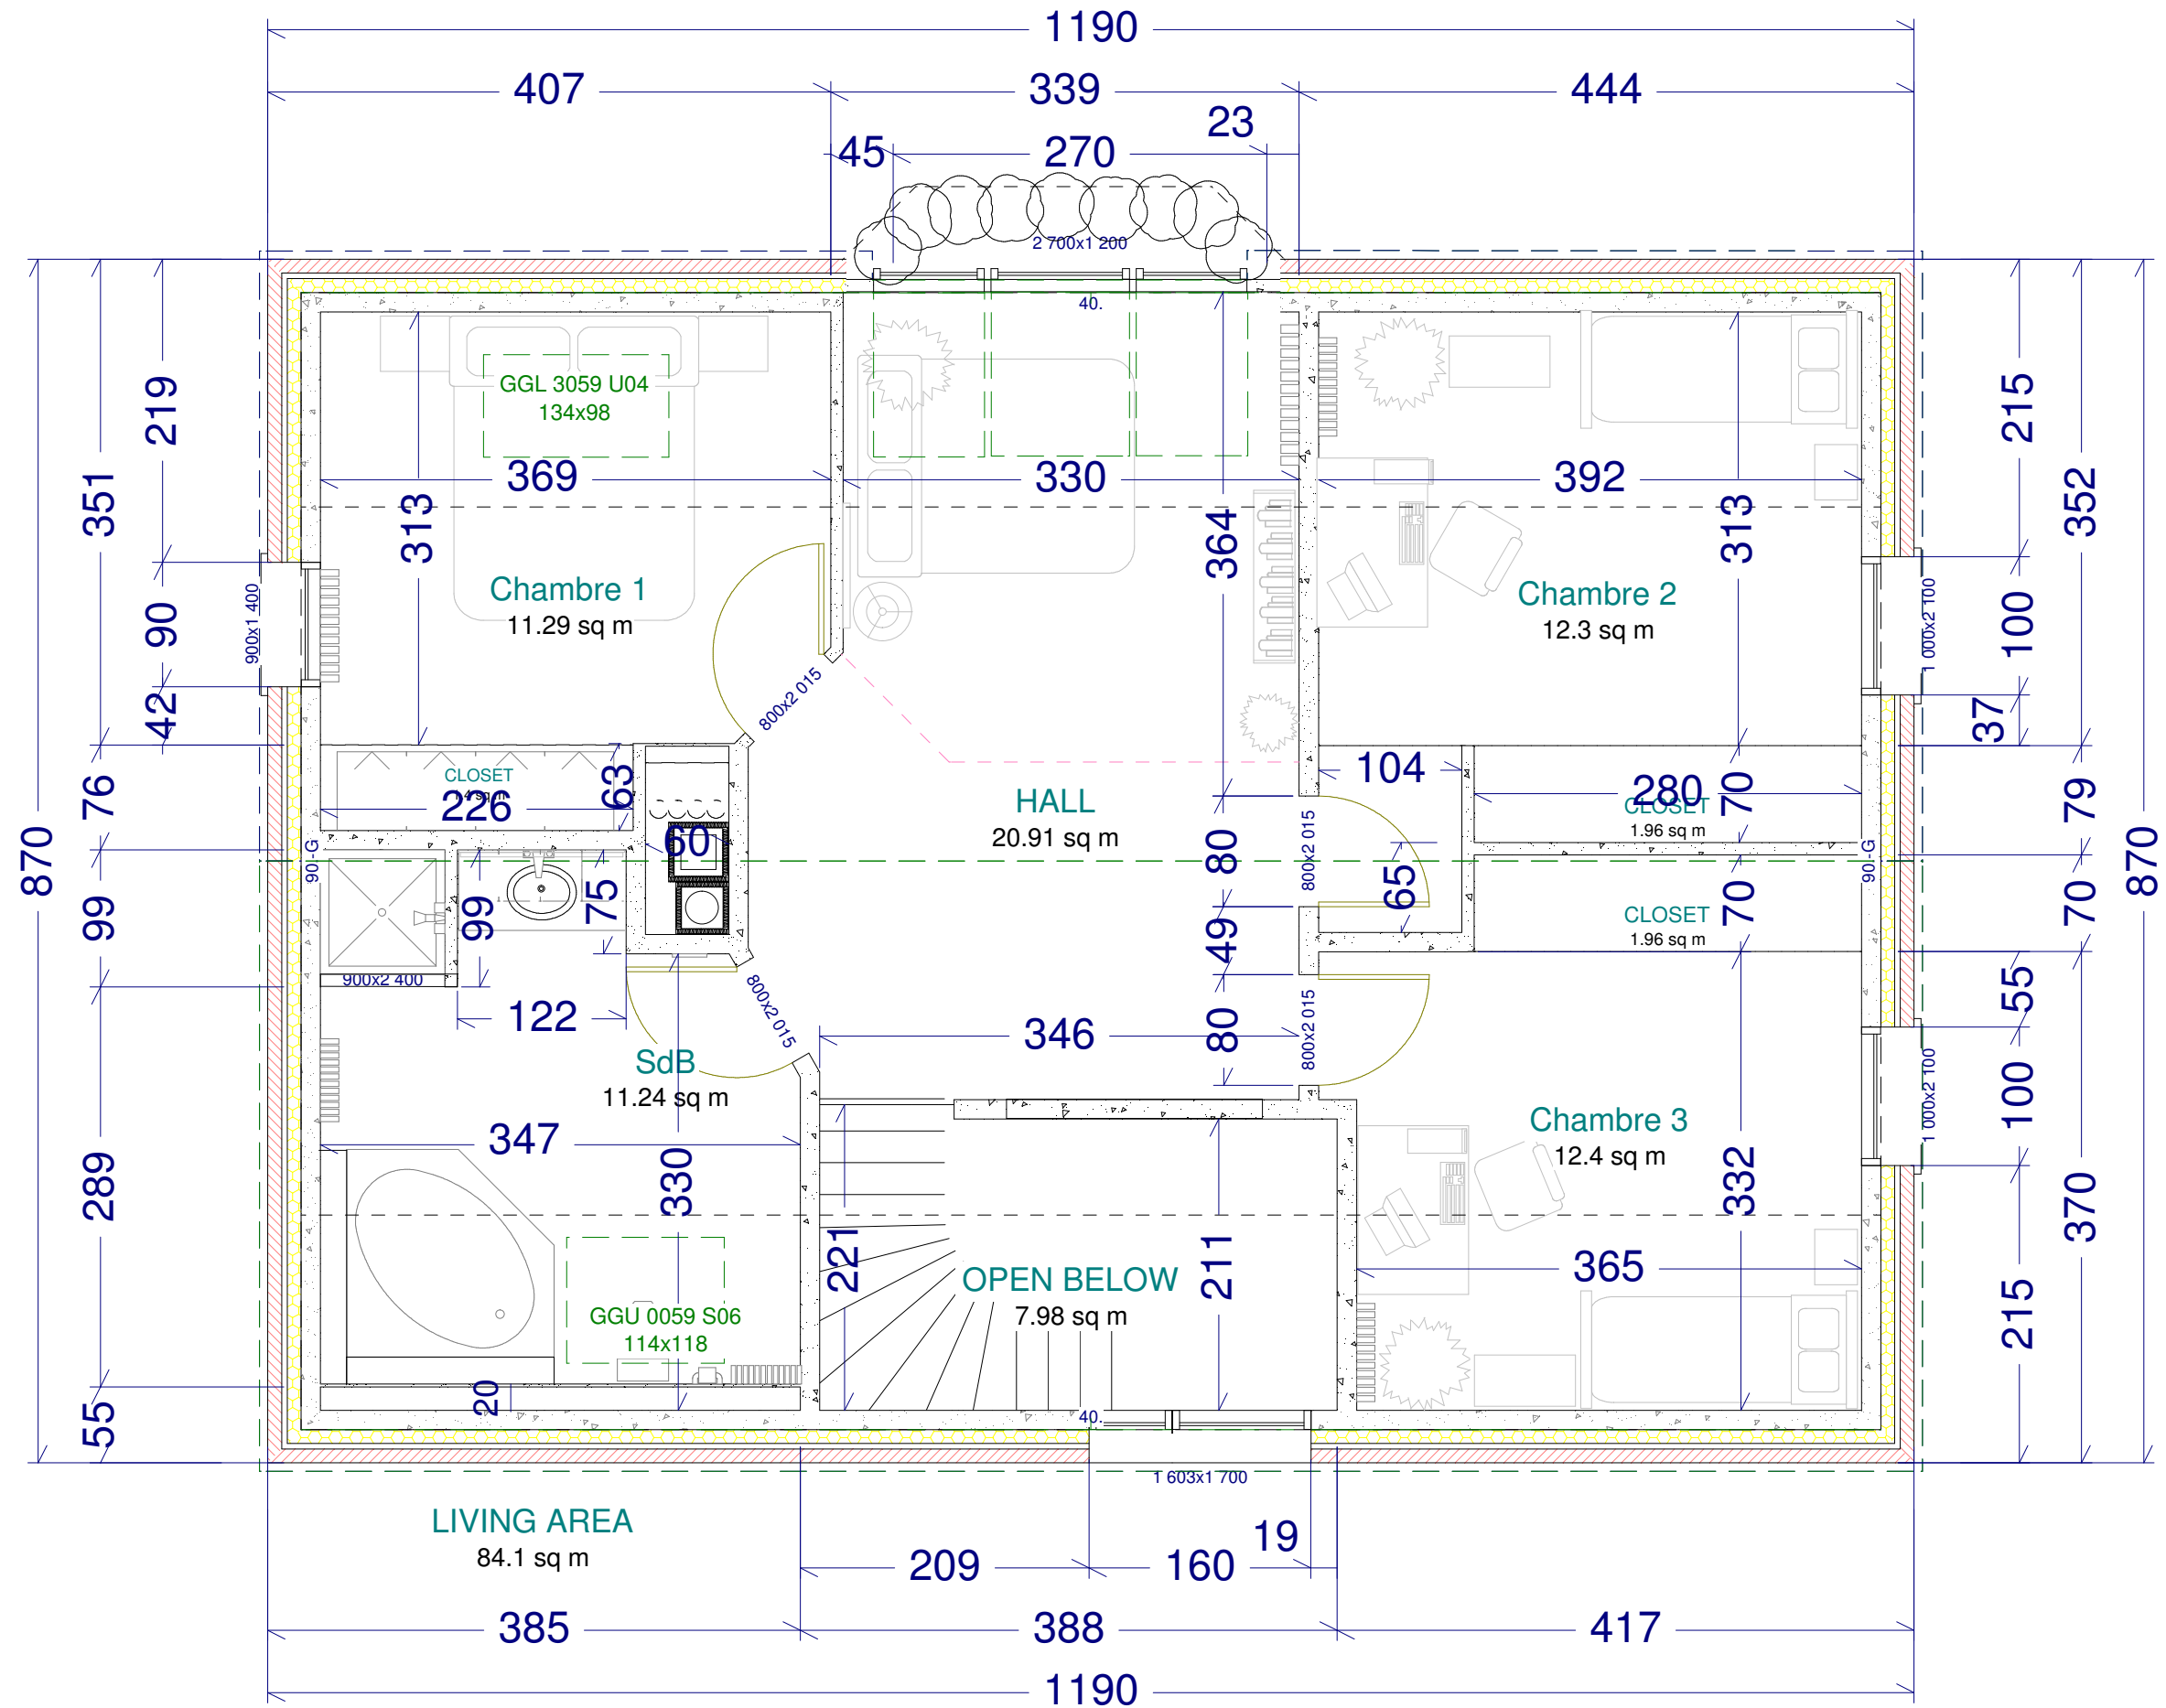 1190
407
339
444
23
45
270
2 700x1 200
40.
GGL 3059 U04
134x98
219
215
351
352
369
330
392
313
364
313
Chambre 1
11.29 sq m
Chambre 2
12.3 sq m
900x1 400
90
1 000x2 100
100
42
37
800x2 015
76
CLOSET
226
63
60
HALL
20.91 sq m
104
280
70
CLOSET
1.96 sq m
79
870
90.-G
80
800x2 015
65
90.-G
870
99
99
75
49
70
CLOSET
1.96 sq m
70
900x2 400
122
800x2 015
346
80
800x2 015
55
SdB
11.24 sq m
100
1 000x2 100
Chambre 3
12.4 sq m
347
289
330
332
370
221
211
365
OPEN BELOW
7.98 sq m
GGU 0059 S06
114x118
215
20
55
40.
1 603x1 700
LIVING AREA
84.1 sq m
19
209
160
385
388
417
1190